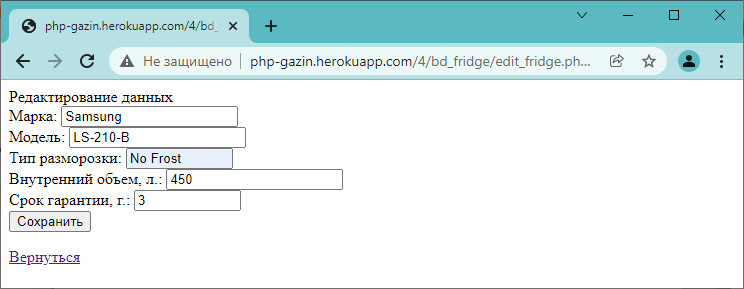 php-gazin.herokuapp.com/4/bd_
Не защищено php-gazin.herokuapp.com/4/bd_fridge/edit_fridge.ph...
Редактирование данных
Марка: Samsung
Модель: LS-210-B
Тип разморозки: No Frost
Внутренний объем, л.: 450
Срок гарантии, г.: 3
Сохранить
Вернуться